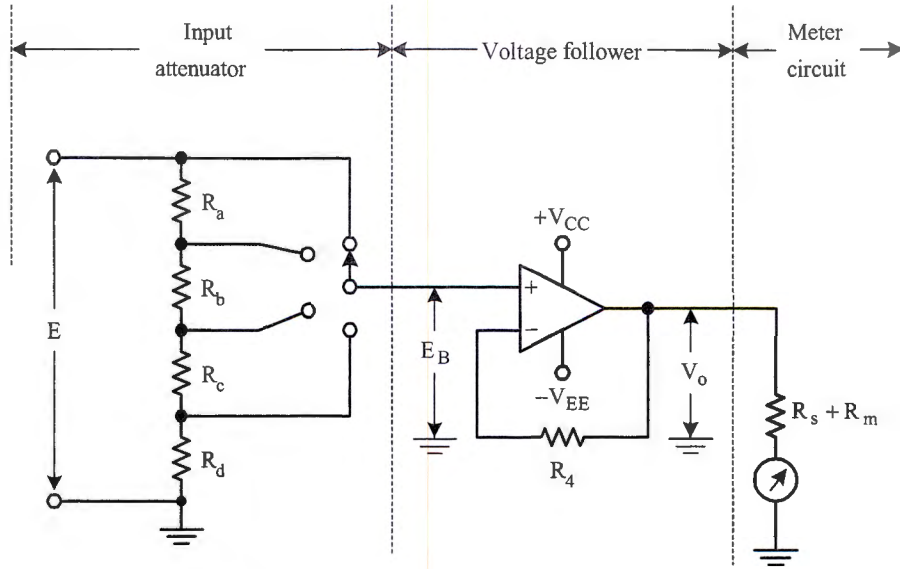 Input
attenuator
Voltage follower
Meter
circuit
E
R_a
R_b
R_c
R_d
E_B
+V_CC
+
−
−V_EE
R_4
V_o
R_s + R_m